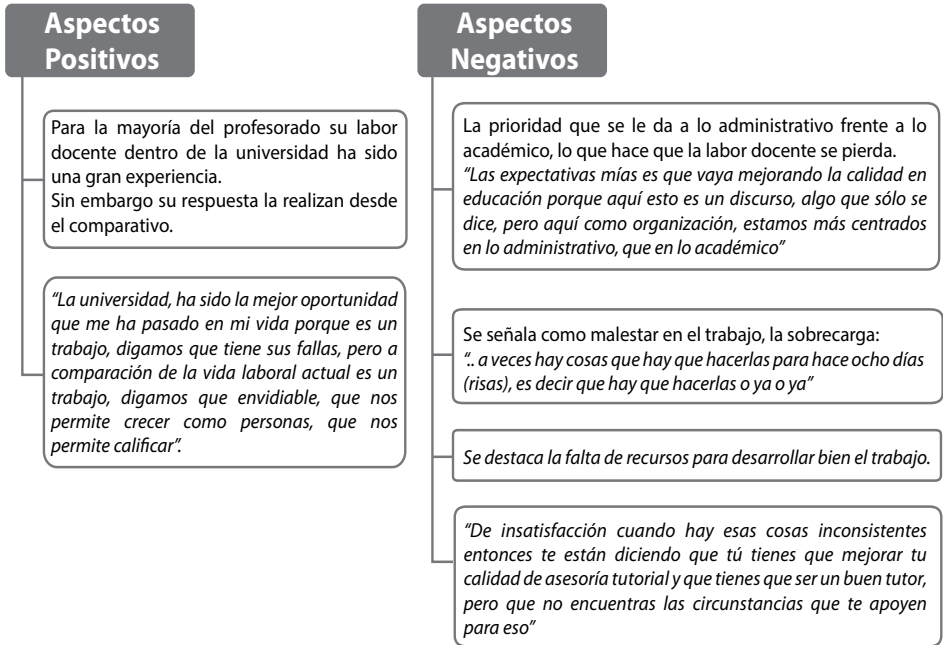 Aspectos
Positivos
Para la mayoría del profesorado su labor
docente dentro de la universidad ha sido
una gran experiencia.
Sin embargo su respuesta la realizan desde
el comparativo.
“La universidad, ha sido la mejor oportunidad
que me ha pasado en mi vida porque es un
trabajo, digamos que tiene sus fallas, pero a
comparación de la vida laboral actual es un
trabajo, digamos que envidiable, que nos
permite crecer como personas, que nos
permite calificar”.
Aspectos
Negativos
La prioridad que se le da a lo administrativo frente a lo
académico, lo que hace que la labor docente se pierda.
“Las expectativas mías es que vaya mejorando la calidad en
educación porque aquí esto es un discurso, algo que sólo se
dice, pero aquí como organización, estamos más centrados
en lo administrativo, que en lo académico”
Se señala como malestar en el trabajo, la sobrecarga:
“.. a veces hay cosas que hay que hacerlas para hace ocho días
(risas), es decir que hay que hacerlas o ya o ya”
Se destaca la falta de recursos para desarrollar bien el trabajo.
“De insatisfacción cuando hay esas cosas inconsistentes
entonces te están diciendo que tú tienes que mejorar tu
calidad de asesoría tutorial y que tienes que ser un buen tutor,
pero que no encuentras las circunstancias que te apoyen
para eso”